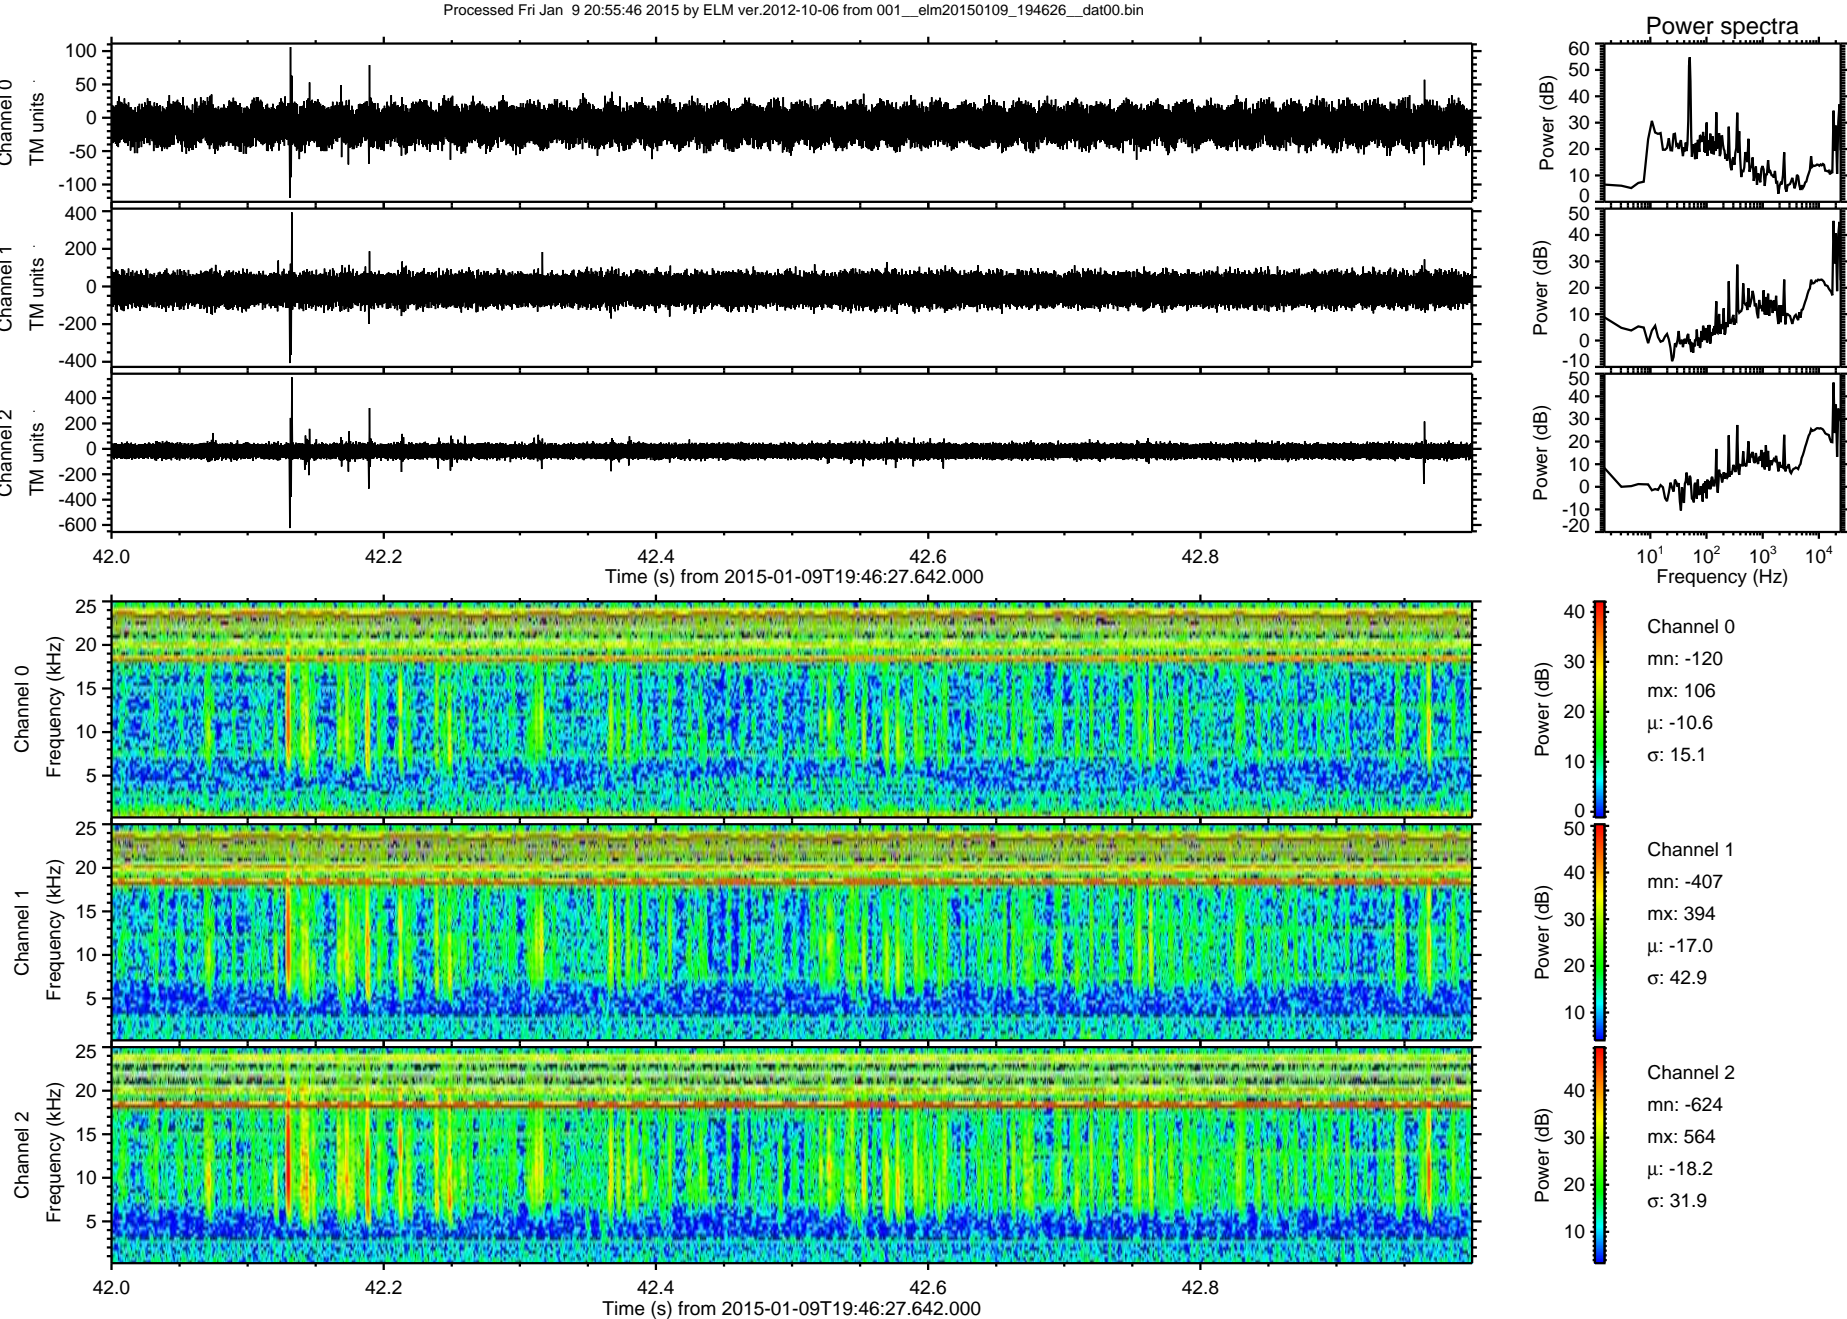 Processed Fri Jan 9 20:55:46 2015 by ELM ver.2012-10-06 from 001__elm20150109_194626__dat00.bin
Power spectra
Channel 0
TM units
100
50
0
-50
-100
Power (dB)
60
50
40
30
20
10
0
Channel 1
TM units
400
200
0
-200
-400
Power (dB)
50
40
30
20
10
0
-10
Channel 2
TM units
400
200
0
-200
-400
-600
Power (dB)
50
40
30
20
10
0
-10
-20
42.0 42.2 42.4 42.6 42.8
Time (s) from 2015-01-09T19:46:27.642.000
10^1 10^2 10^3 10^4
Frequency (Hz)
Channel 0
Frequency (kHz)
25
20
15
10
5
Power (dB)
40
30
20
10
0
Channel 0
mn: -120
mx: 106
μ: -10.6
σ: 15.1
Channel 1
Frequency (kHz)
25
20
15
10
5
Power (dB)
50
40
30
20
10
Channel 1
mn: -407
mx: 394
μ: -17.0
σ: 42.9
Channel 2
Frequency (kHz)
25
20
15
10
5
Power (dB)
40
30
20
10
Channel 2
mn: -624
mx: 564
μ: -18.2
σ: 31.9
42.0 42.2 42.4 42.6 42.8
Time (s) from 2015-01-09T19:46:27.642.000